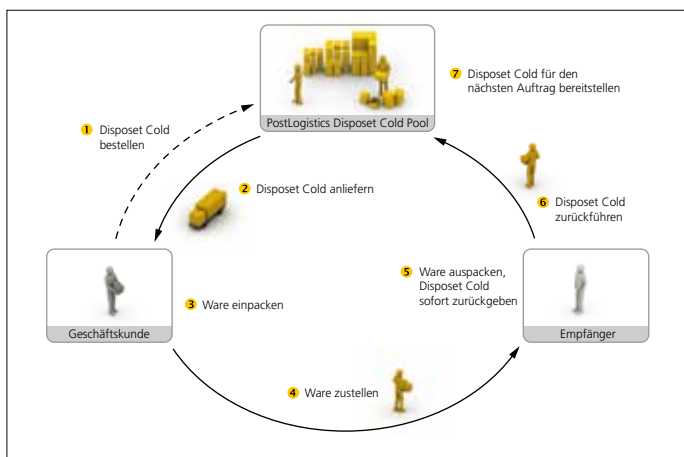 PostLogistics Disposet Cold Pool
1 Disposet Cold
bestellen
2 Disposet Cold anliefern
Geschäftskunde
3 Ware einpacken
4 Ware zustellen
5 Ware auspacken,
Disposet Cold
sofort zurückgeben
Empfänger
6 Disposet Cold
zurückführen
7 Disposet Cold für den
nächsten Auftrag bereitstellen